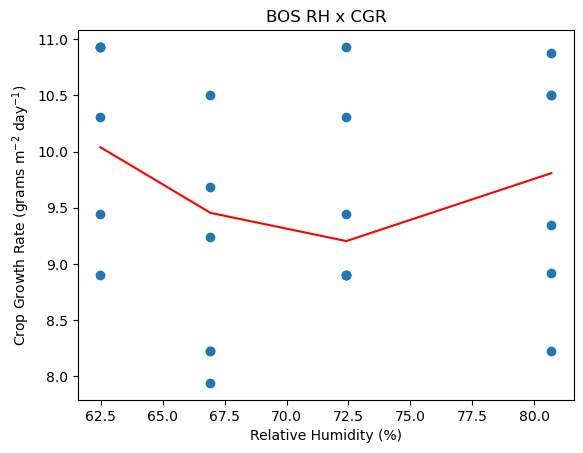 BOS RH x CGR
11.0
10.5
10.0
9.5
9.0
8.5
8.0
Crop Growth Rate (grams m⁻² day⁻¹)
62.5 65.0 67.5 70.0 72.5 75.0 77.5 80.0
Relative Humidity (%)